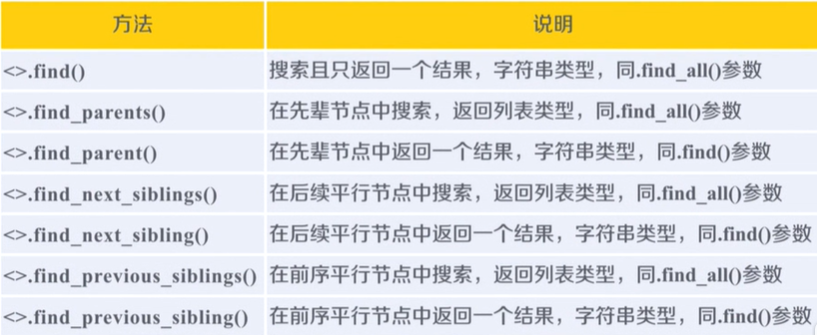 方法 说明
<>.find() 搜索且只返回一个结果，字符串类型，同.find_all()参数
<>.find_parents() 在先辈节点中搜索，返回列表类型，同.find_all()参数
<>.find_parent() 在先辈节点中返回一个结果，字符串类型，同.find()参数
<>.find_next_siblings() 在后续平行节点中搜索，返回列表类型，同.find_all()参数
<>.find_next_sibling() 在后续平行节点中返回一个结果，字符串类型，同.find()参数
<>.find_previous_siblings() 在前序平行节点中搜索，返回列表类型，同.find_all()参数
<>.find_previous_sibling() 在前序平行节点中返回一个结果，字符串类型，同.find()参数